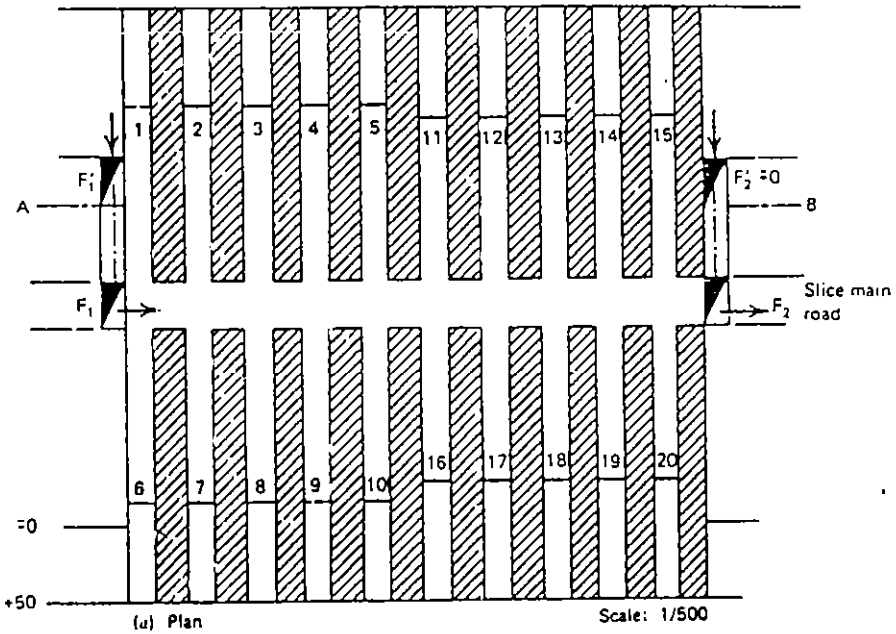 1 2 3 4 5 11 12 13 14 15
F₁′ F₂′ =0
A B
F₁ F₂ Slice main road
6 7 8 9 10 16 17 18 19 20
=0
+50
(a) Plan Scale: 1/500